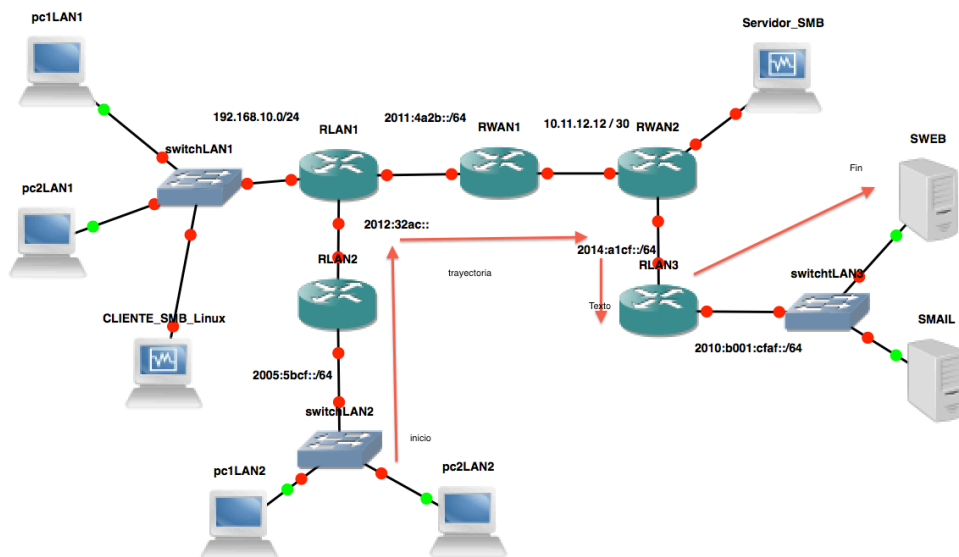 pc1LAN1
Servidor_SMB
192.168.10.0/24
2011:4a2b::/64
10.11.12.12 / 30
RLAN1
RWAN1
RWAN2
SWEB
switchLAN1
Fin
pc2LAN1
2012:32ac::
2014:a1cf::/64
RLAN2
RLAN3
trayectoria
switchtLAN3
Texto
CLIENTE_SMB_Linux
SMAIL
2010:b001:cfaf::/64
2005:5bcf::/64
switchLAN2
inicio
pc1LAN2
pc2LAN2